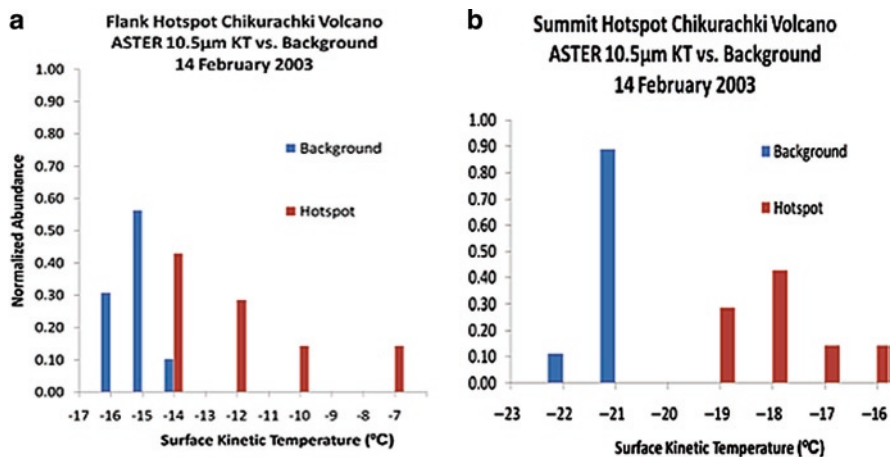 a
Flank Hotspot Chikurachki Volcano
ASTER 10.5μm KT vs. Background
14 February 2003
1.00
0.90
0.80
0.70
0.60
0.50
0.40
0.30
0.20
0.10
0.00
Normalized Abundance
Background
Hotspot
-17 -16 -15 -14 -13 -12 -11 -10 -9 -8 -7
Surface Kinetic Temperature (°C)
b
Summit Hotspot Chikurachki Volcano
ASTER 10.5μm KT vs. Background
14 February 2003
1.00
0.90
0.80
0.70
0.60
0.50
0.40
0.30
0.20
0.10
0.00
Background
Hotspot
−23 −22 −21 −20 −19 −18 −17 −16
Surface Kinetic Temperature (°C)